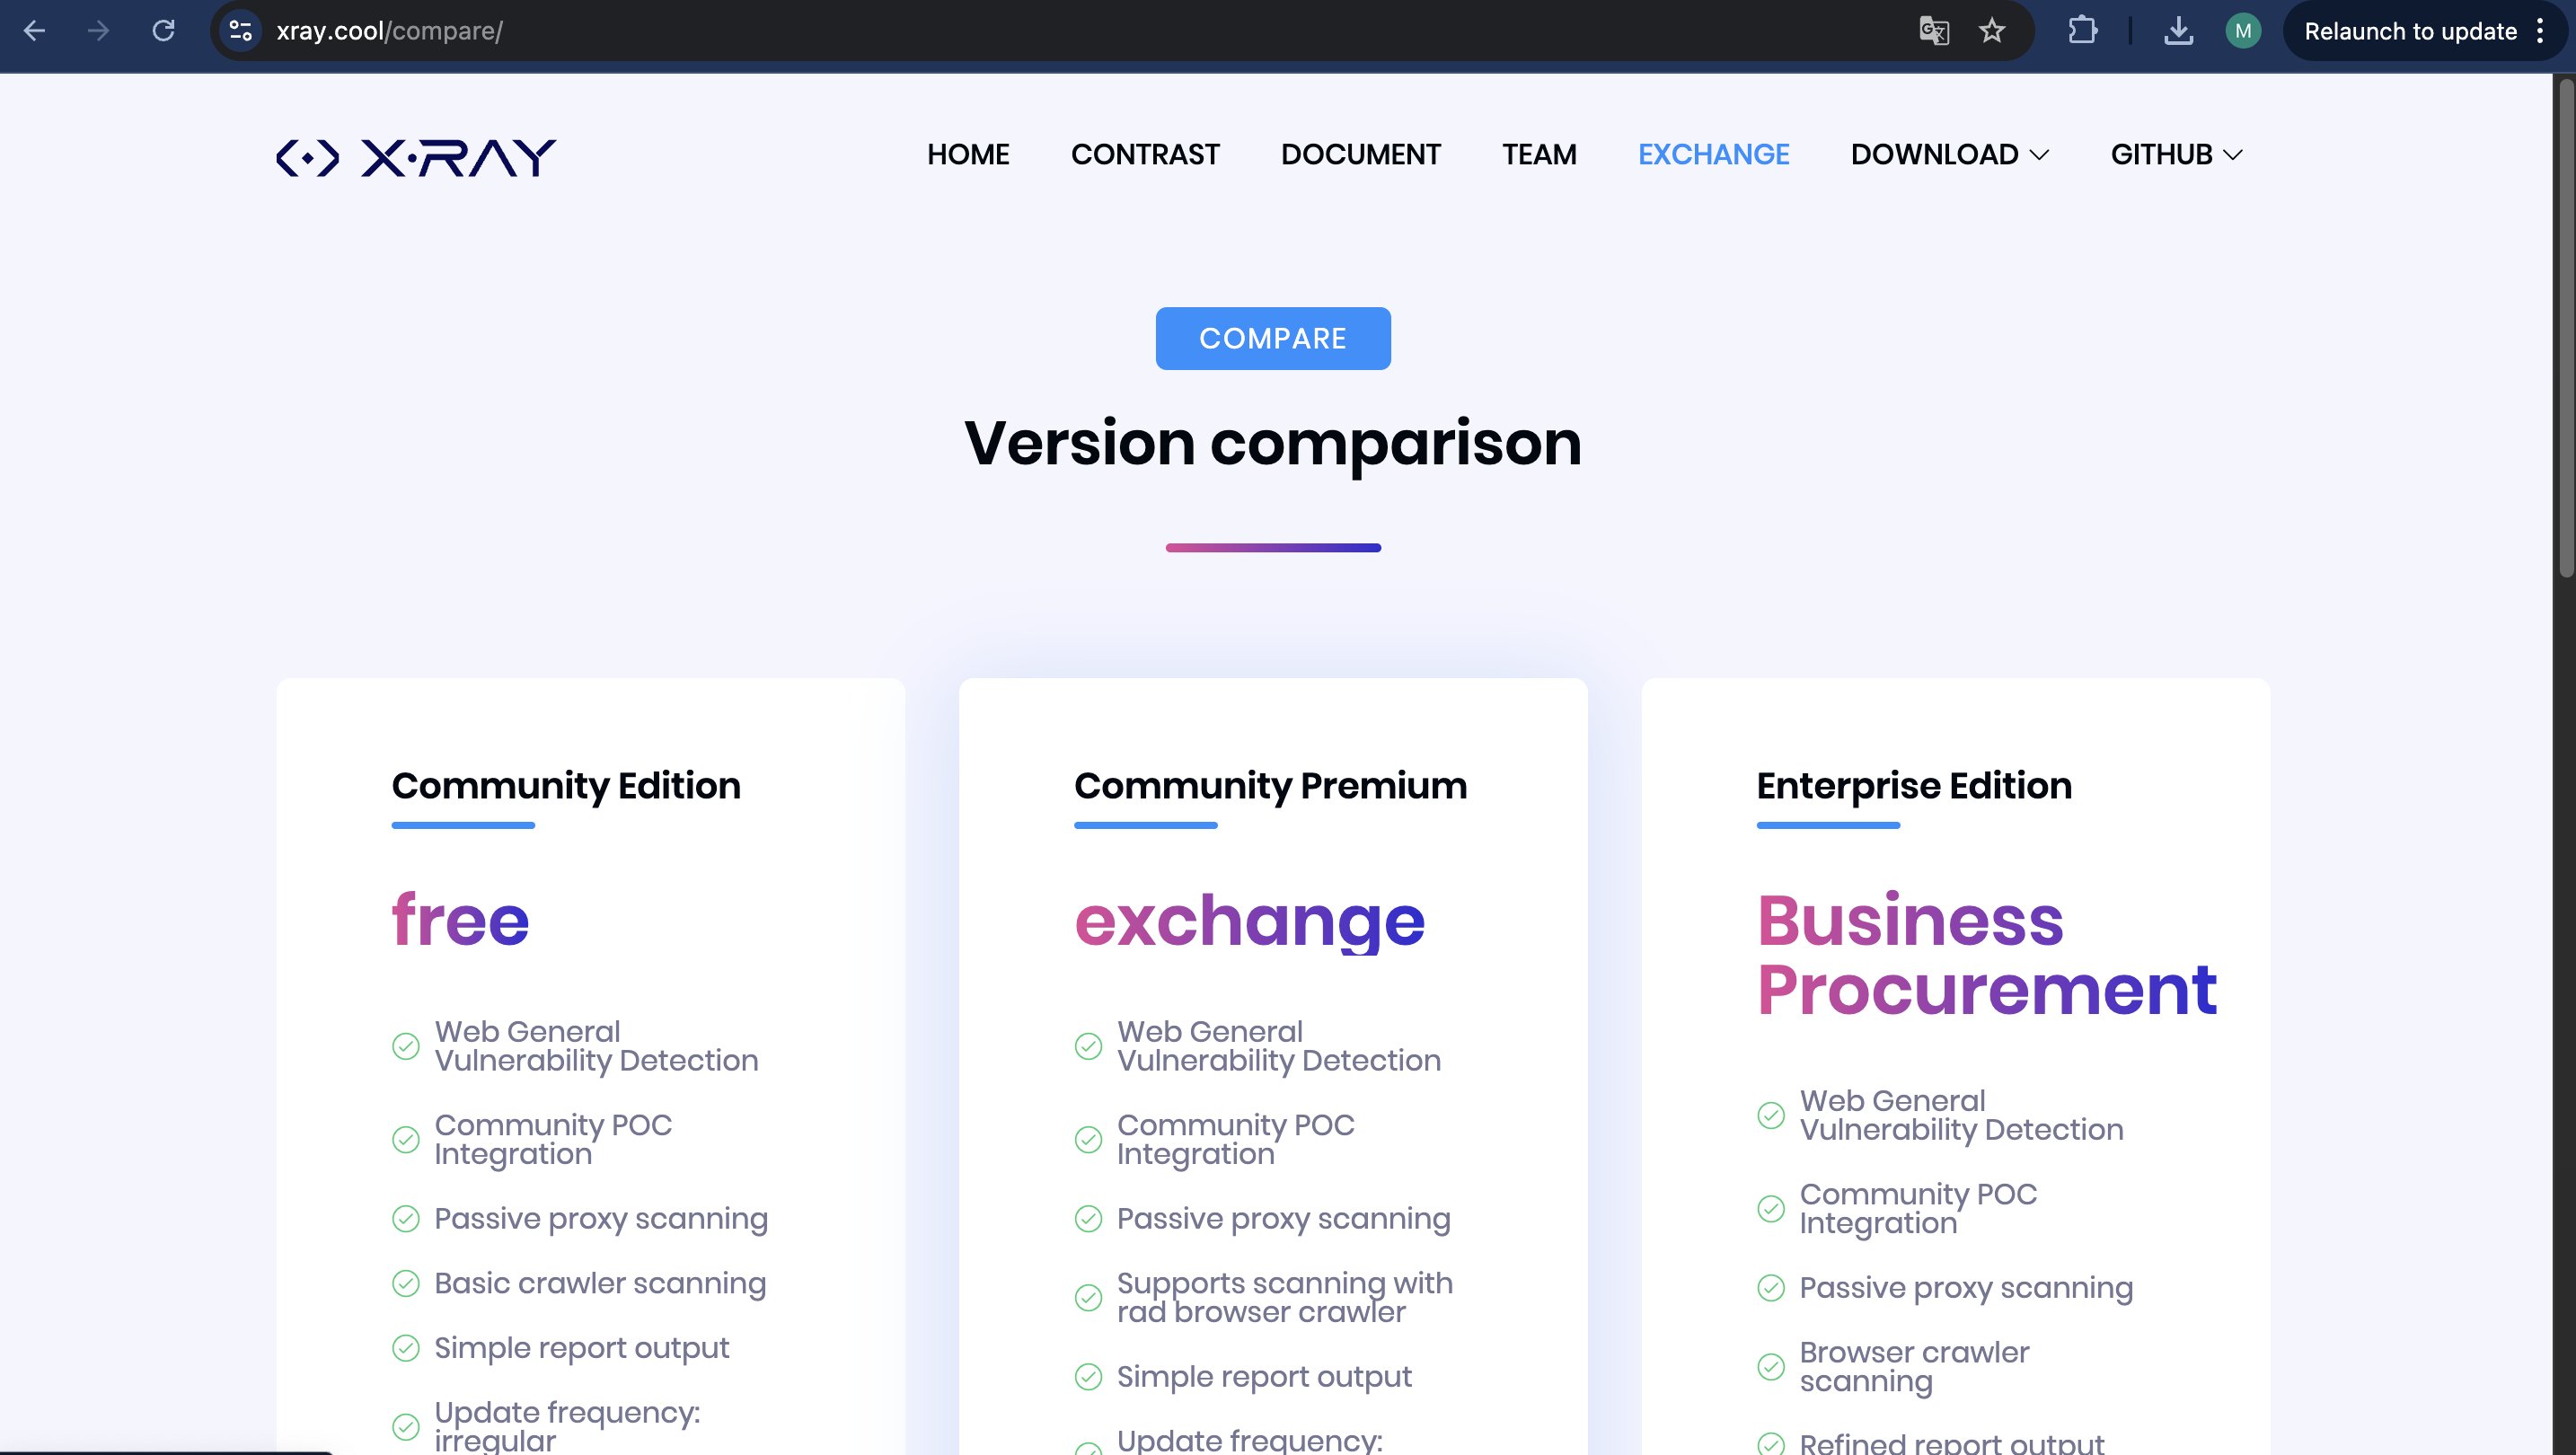 xray.cool/compare/
M
Relaunch to update
X·RAY
HOME
CONTRAST
DOCUMENT
TEAM
EXCHANGE
DOWNLOAD
GITHUB
COMPARE
Version comparison
Community Edition
free
Web General
Vulnerability Detection
Community POC
Integration
Passive proxy scanning
Basic crawler scanning
Simple report output
Update frequency:
irregular
Community Premium
exchange
Web General
Vulnerability Detection
Community POC
Integration
Passive proxy scanning
Supports scanning with
rad browser crawler
Simple report output
Update frequency:
Enterprise Edition
Business
Procurement
Web General
Vulnerability Detection
Community POC
Integration
Passive proxy scanning
Browser crawler
scanning
Refined report output